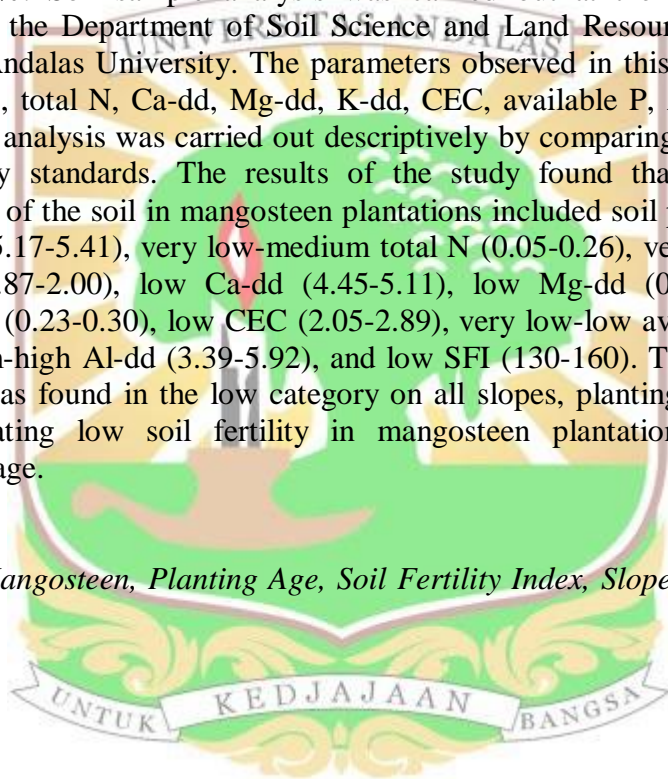 the Department of Soil Science and Land Resour
UNIVERSITAS ANDALAS
Andalas University. The parameters observed in this
, total N, Ca-dd, Mg-dd, K-dd, CEC, available P,
analysis was carried out descriptively by comparing
y standards. The results of the study found tha
of the soil in mangosteen plantations included soil
5.17-5.41), very low-medium total N (0.05-0.26), ve
.87-2.00), low Ca-dd (4.45-5.11), low Mg-dd (0
(0.23-0.30), low CEC (2.05-2.89), very low-low av
n-high Al-dd (3.39-5.92), and low SFI (130-160). T
as found in the low category on all slopes, planting
ating low soil fertility in mangosteen plantation
age.
Mangosteen, Planting Age, Soil Fertility Index, Slope
UNTUK KEDJAJAAN BANGSA